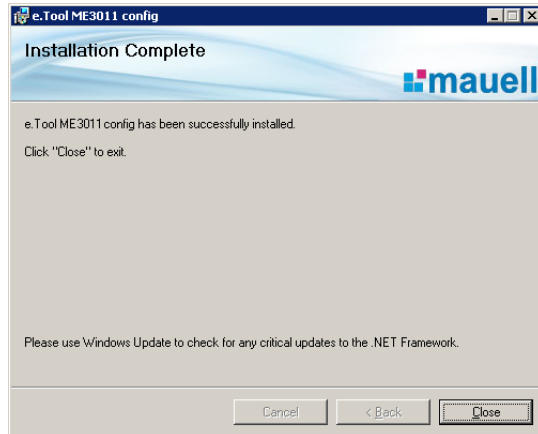 e.Tool ME3011 config
Installation Complete
mauell
e.Tool ME3011 config has been successfully installed.
Click "Close" to exit.
Please use Windows Update to check for any critical updates to the .NET Framework.
Cancel
< Back
Close